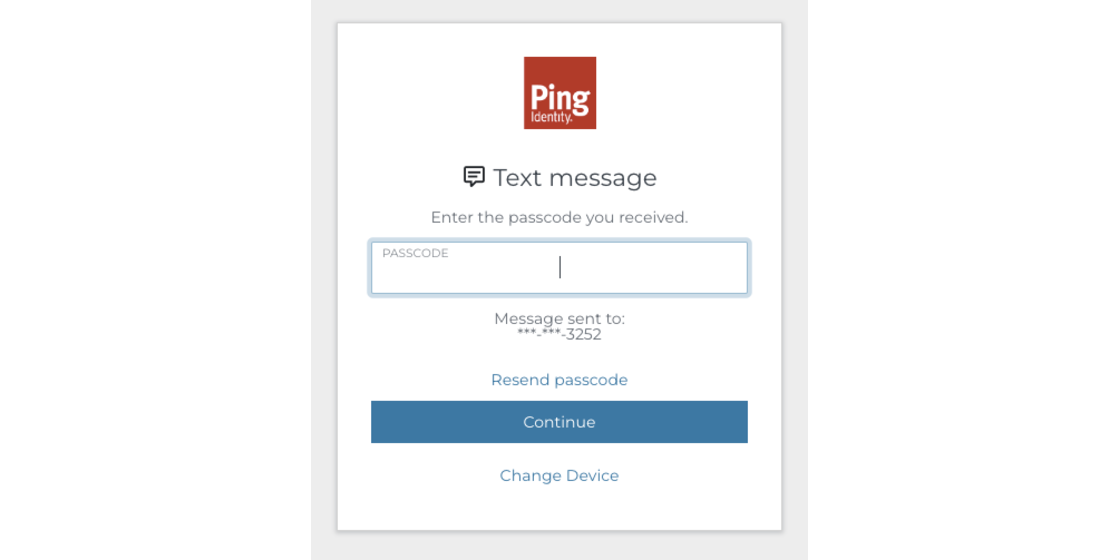 Ping
Identity.
Text message
Enter the passcode you received.
PASSCODE
Message sent to:
***-***-3252
Resend passcode
Continue
Change Device